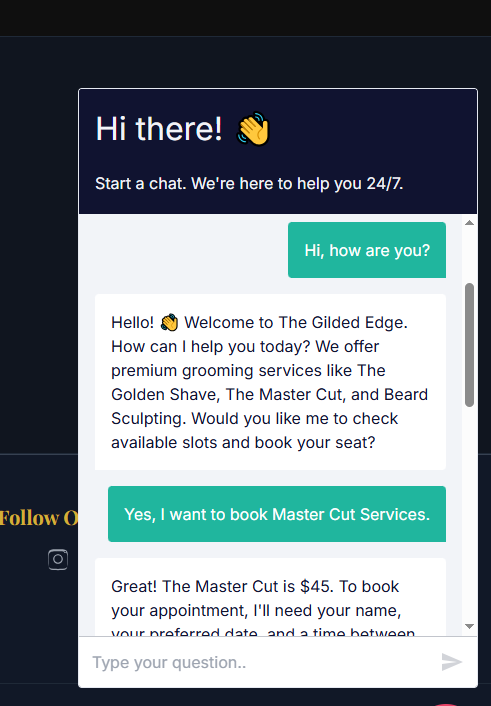 Hi there! 👋
Start a chat. We're here to help you 24/7.
Hi, how are you?
Hello! 👋 Welcome to The Gilded Edge.
How can I help you today? We offer
premium grooming services like The
Golden Shave, The Master Cut, and Beard
Sculpting. Would you like me to check
available slots and book your seat?
Yes, I want to book Master Cut Services.
Great! The Master Cut is $45. To book
your appointment, I'll need your name,
your preferred date, and a time between
Follow O
Type your question..